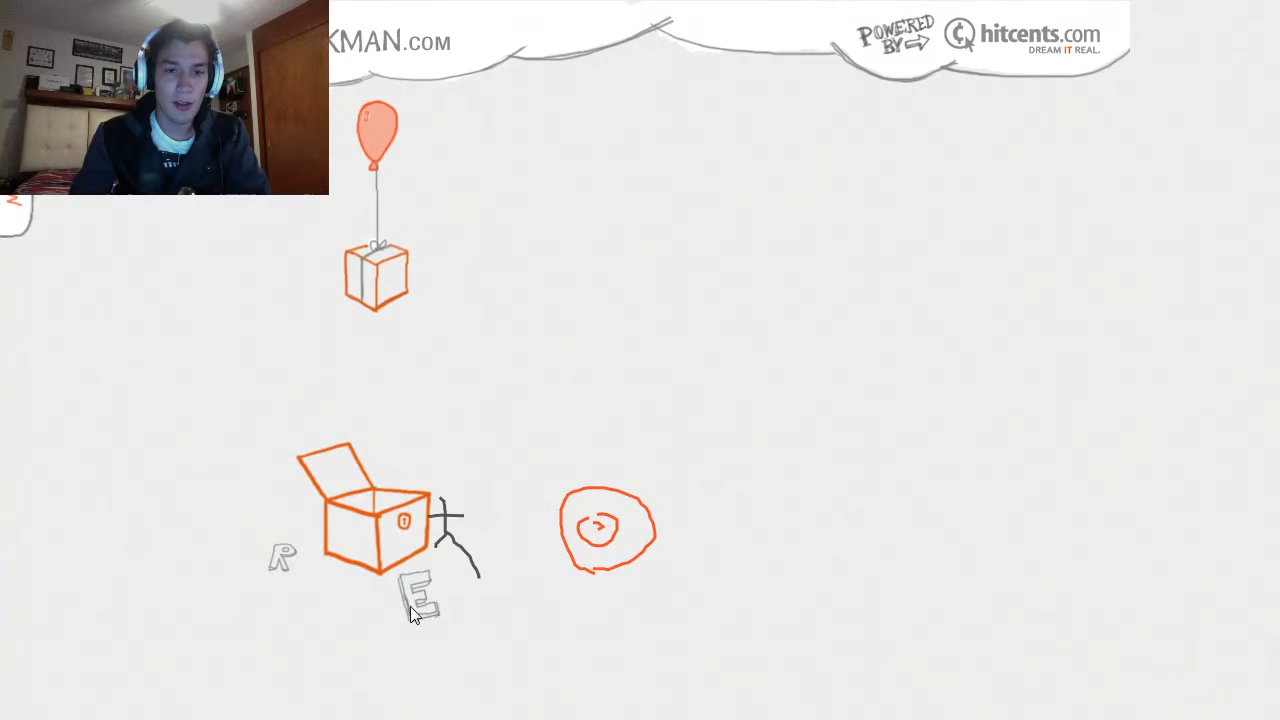 KMAN.COM
POWERED
BY
hitcents.com
DREAM IT REAL.
R
E